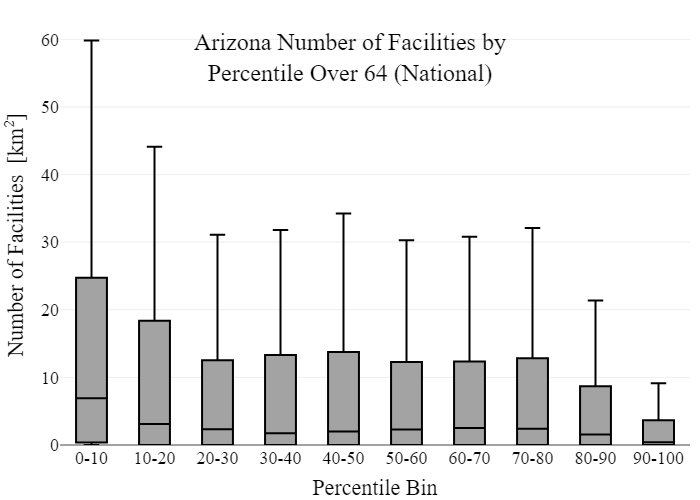 Arizona Number of Facilities by
Percentile Over 64 (National)
Number of Facilities [km²]
60
50
40
30
20
10
0
0-10 10-20 20-30 30-40 40-50 50-60 60-70 70-80 80-90 90-100
Percentile Bin